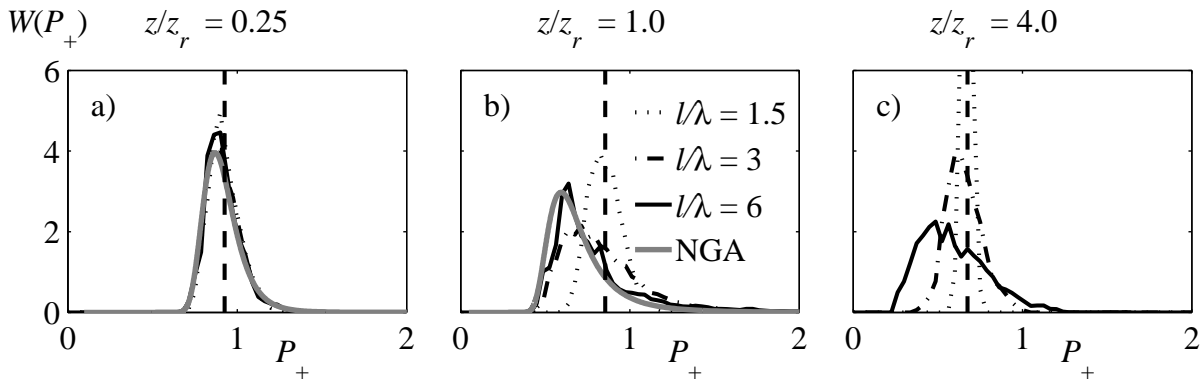 W(P+) z/zr = 0.25 z/zr = 1.0 z/zr = 4.0
6
4
2
0
a)
b)
c)
l/λ = 1.5
l/λ = 3
l/λ = 6
NGA
0 1 2 0 1 2 0 1 2
P+ P+ P+